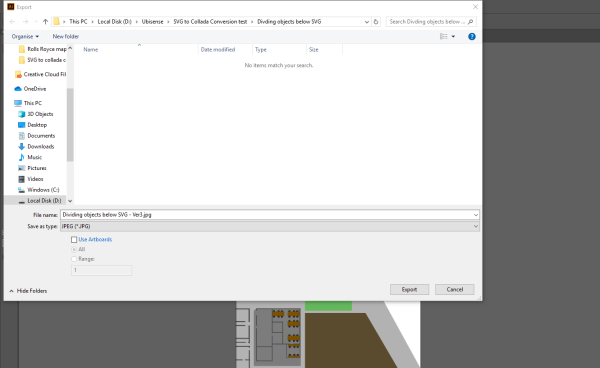 Export
This PC > Local Disk (D:) > Ubisense > SVG to Collada Conversion test > Dividing objects below SVG
Search Dividing objects below ...
Organise
New folder
Name
Date modified
Type
Size
No items match your search.
Rolls Royce map
SVG to collada c
Creative Cloud Fil
OneDrive
This PC
3D Objects
Desktop
Documents
Downloads
Music
Pictures
Videos
Windows (C:)
Local Disk (D:)
File name:
Dividing objects below SVG - Ver3.jpg
Save as type:
JPEG (*.JPG)
Use Artboards
All
Range:
1
Hide Folders
Export
Cancel